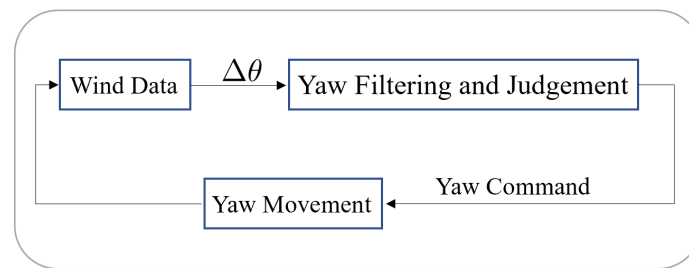 Wind Data
Δθ
Yaw Filtering and Judgement
Yaw Command
Yaw Movement